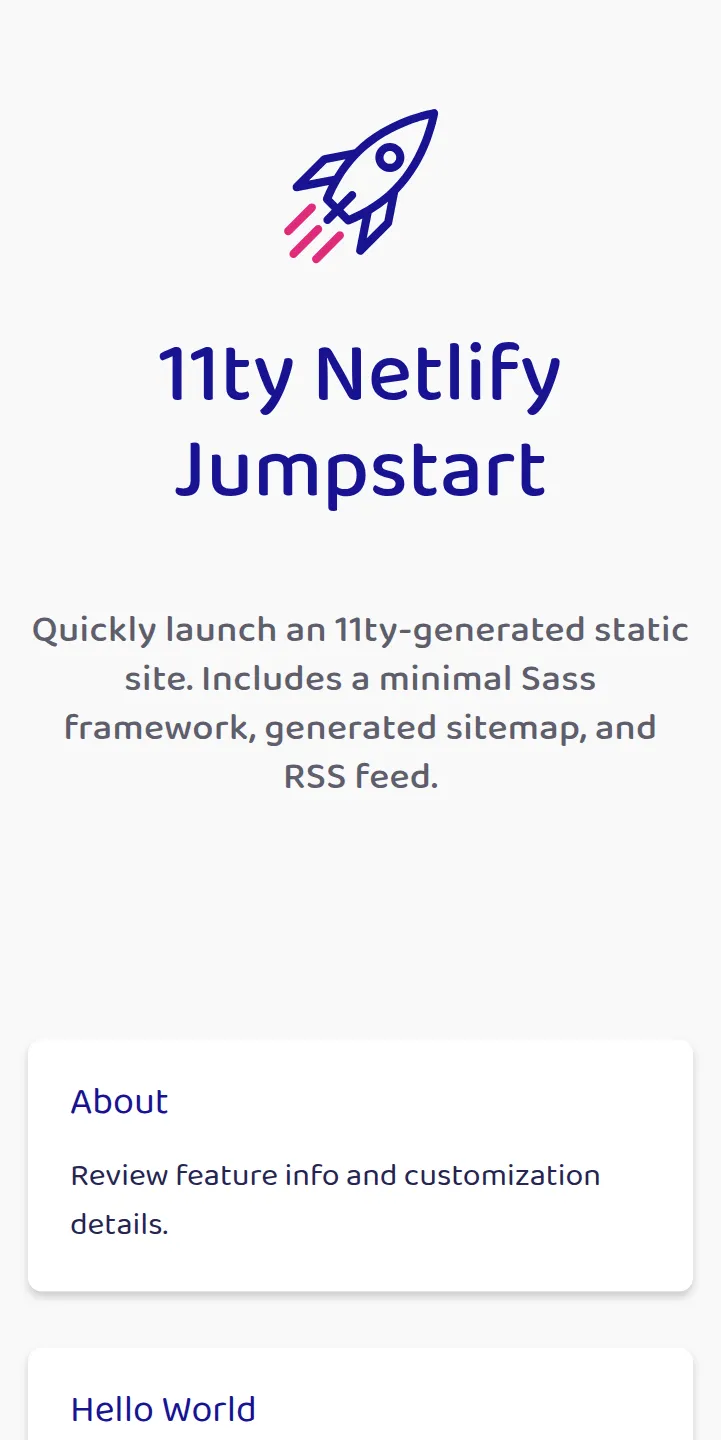 11ty Netlify
Jumpstart
Quickly launch an 11ty-generated static
site. Includes a minimal Sass
framework, generated sitemap, and
RSS feed.
About
Review feature info and customization
details.
Hello World